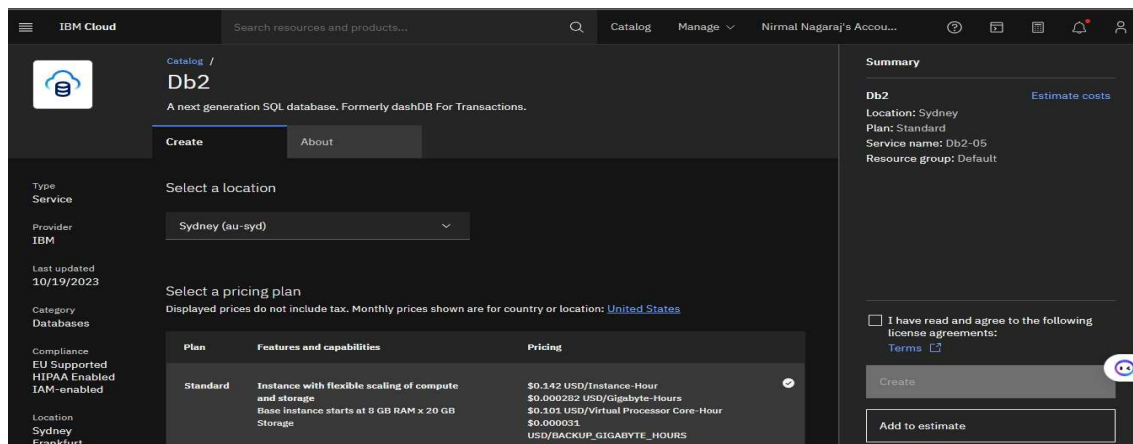 IBM Cloud
Search resources and products...
Catalog
Manage
Nirmal Nagaraj's Accou...
Catalog /
Db2
A next generation SQL database. Formerly dashDB For Transactions.
Create
About
Type
Service
Provider
IBM
Last updated
10/19/2023
Category
Databases
Compliance
EU Supported
HIPAA Enabled
IAM-enabled
Location
Sydney
Frankfurt
Select a location
Sydney (au-syd)
Select a pricing plan
Displayed prices do not include tax. Monthly prices shown are for country or location: United States
Plan
Features and capabilities
Pricing
Standard
Instance with flexible scaling of compute
and storage
Base instance starts at 8 GB RAM x 20 GB
Storage
$0.142 USD/Instance-Hour
$0.000282 USD/Gigabyte-Hours
$0.101 USD/Virtual Processor Core-Hour
$0.000031
USD/BACKUP_GIGABYTE_HOURS
Summary
Db2
Estimate costs
Location: Sydney
Plan: Standard
Service name: Db2-05
Resource group: Default
I have read and agree to the following
license agreements:
Terms
Create
Add to estimate